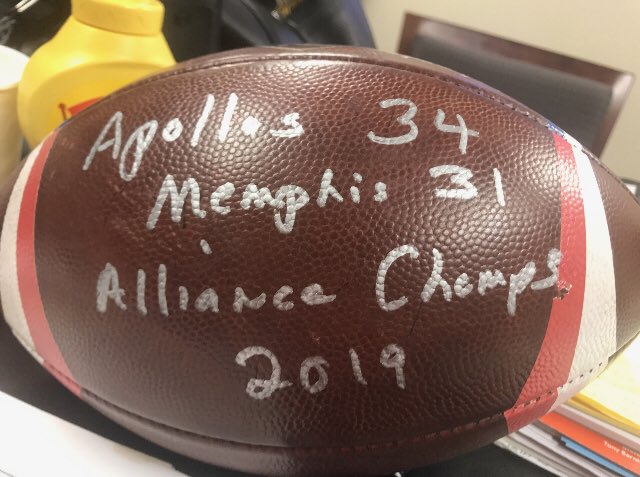 Apollos 34
Memphis 31
Alliance Champs
2019